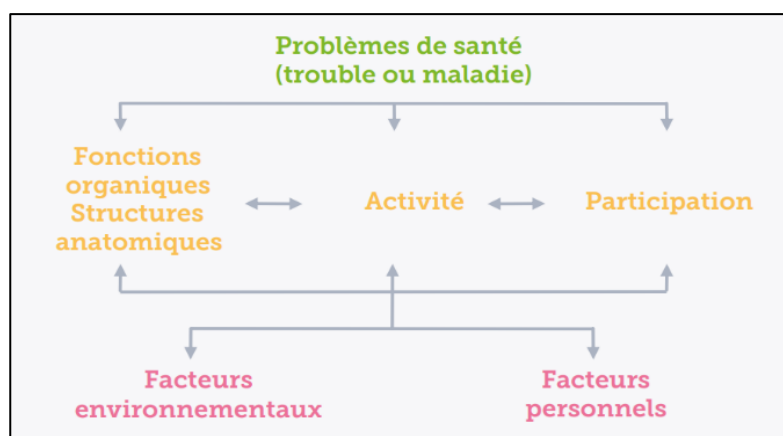 Problèmes de santé
(trouble ou maladie)
Fonctions
organiques
Structures
anatomiques
Activité
Participation
Facteurs
environnementaux
Facteurs
personnels